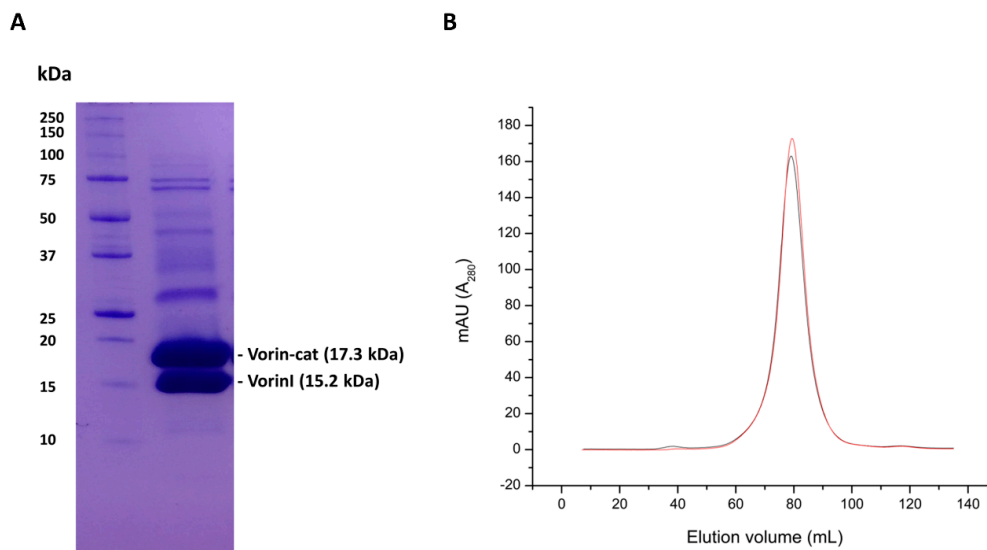 A
kDa
250
150
100
75
50
37
25
20
15
10
- Vorin-cat (17.3 kDa)
- VorinI (15.2 kDa)
B
mAU (A280)
180
160
140
120
100
80
60
40
20
0
-20
0 20 40 60 80 100 120 140
Elution volume (mL)